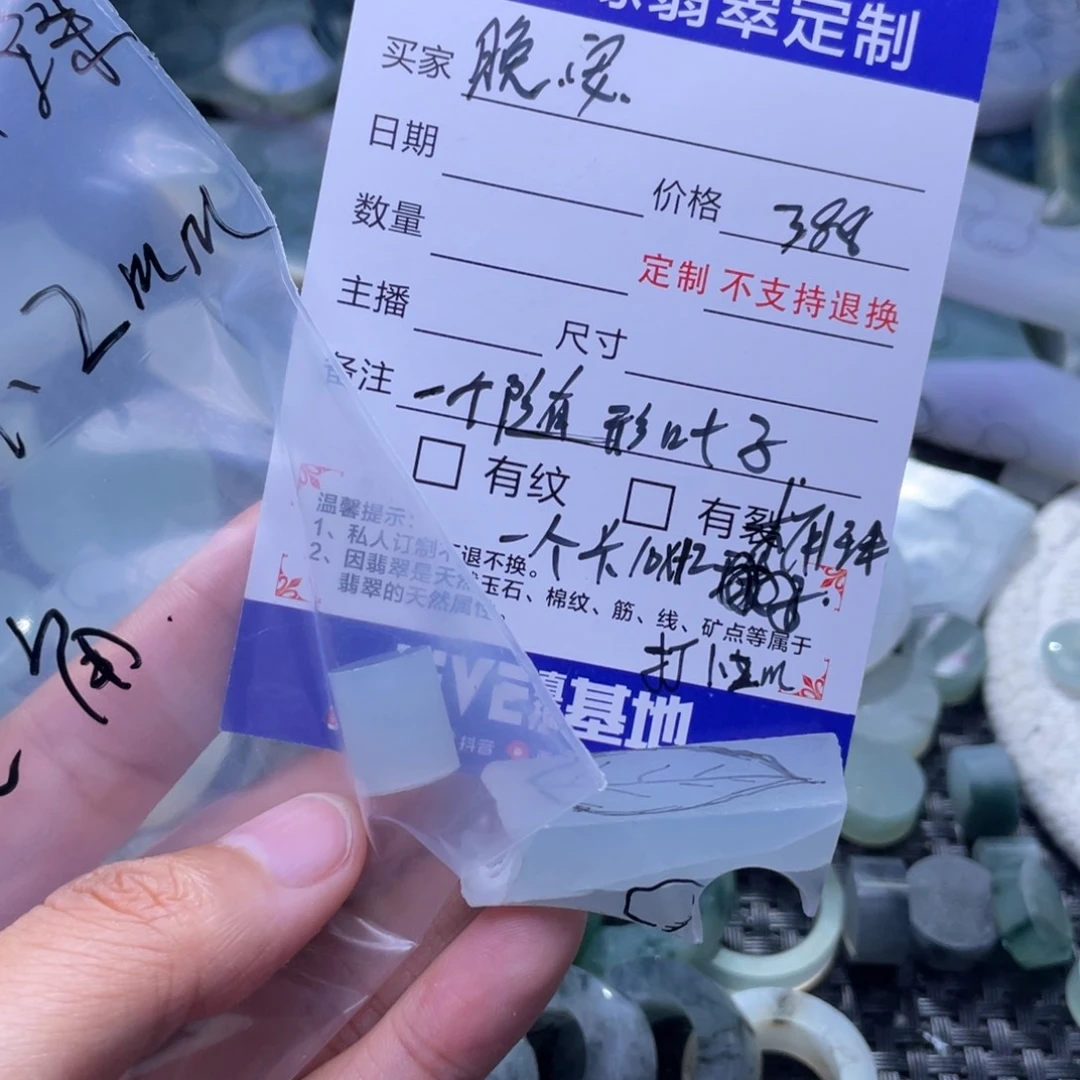 翡翠定制
买家 晚安.
日期
价格 388
数量
定制 不支持退换
主播
尺寸
备注 一个随形叶子
有纹
有裂
温馨提示:
1、私人订制不退不换。
2、因翡翠是天然玉石、棉纹、筋、线、矿点等属于
翡翠的天然属性。
一个长10X12
打1.2m
基地
抖音
2mm